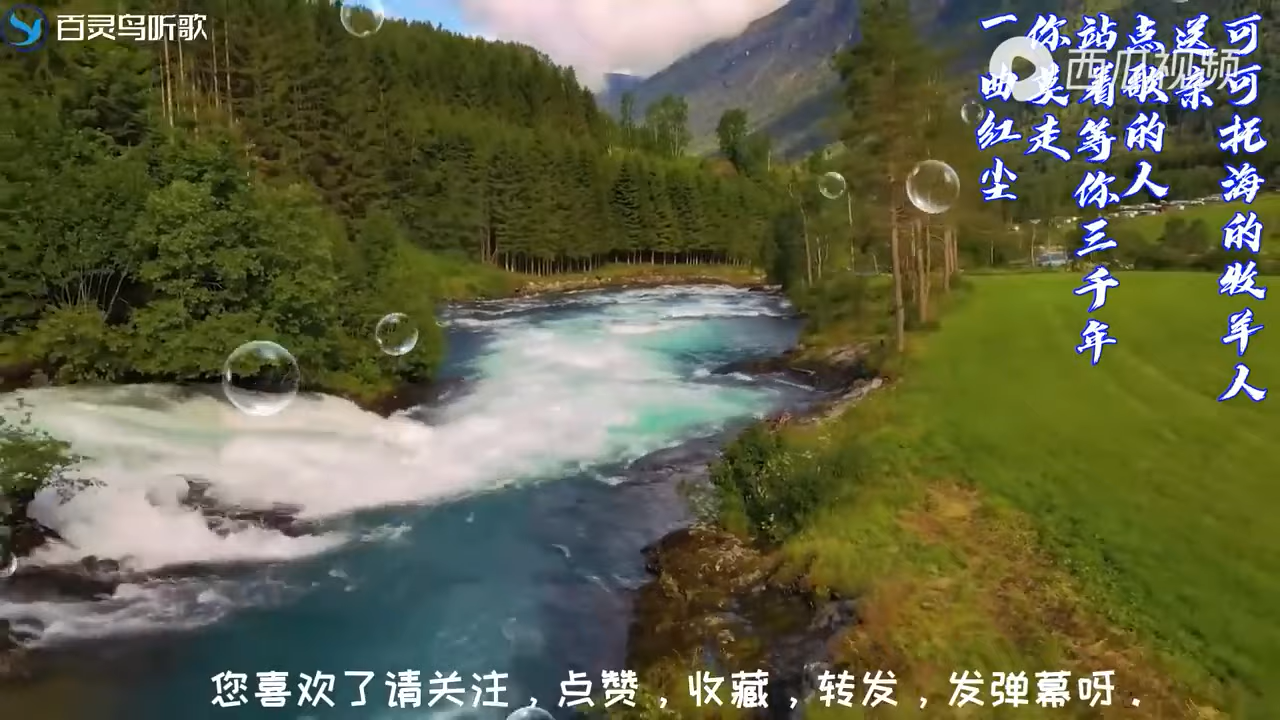 百灵鸟听歌
西瓜视频
可可托海的牧羊人
送亲
点歌的人
站着等你三千年
你莫走
一曲红尘
您喜欢了请关注，点赞，收藏，转发，发弹幕呀．